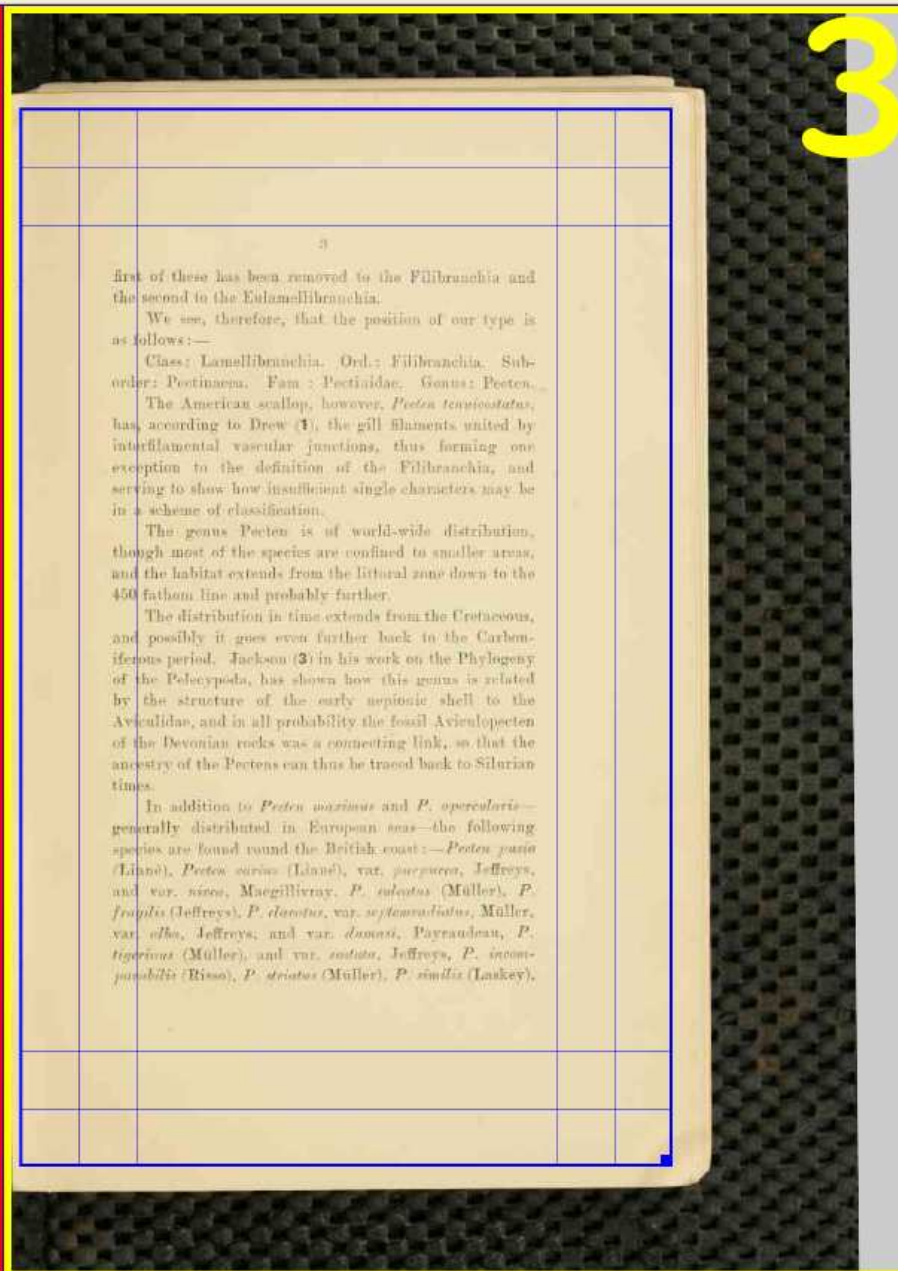 3
3
first of these has been removed to the Filibranchia and
the second to the Eulamellibranchia.
We see, therefore, that the position of our type is
as follows:—
Class: Lamellibranchia. Ord.: Filibranchia. Sub-
order: Pectinacea. Fam : Pectinidae. Genus: Pecten.
The American scallop, however, Pecten tenuicostatus,
has, according to Drew (1), the gill filaments united by
interfilamental vascular junctions, thus forming one
exception to the definition of the Filibranchia, and
serving to show how insufficient single characters may be
in a scheme of classification.
The genus Pecten is of world-wide distribution,
though most of the species are confined to smaller areas,
and the habitat extends from the littoral zone down to the
450 fathom line and probably further.
The distribution in time extends from the Cretaceous,
and possibly it goes even further back to the Carbon-
iferous period. Jackson (3) in his work on the Phylogeny
of the Pelecypoda, has shown how this genus is related
by the structure of the early nepionic shell to the
Aviculidae, and in all probability the fossil Aviculopecten
of the Devonian rocks was a connecting link, so that the
ancestry of the Pectens can thus be traced back to Silurian
times.
In addition to Pecten maximus and P. opercularis—
generally distributed in European seas—the following
species are found round the British coast:—Pecten pusio
(Linné), Pecten varius (Linné), var. purpurea, Jeffreys,
and var. nivea, Macgillivray, P. sulcatus (Müller), P.
fragilis (Jeffreys), P. clavatus, var. septemradiatus, Müller,
var. alba, Jeffreys, and var. dumasi, Payraudeau, P.
tigerinus (Müller), and var. costata, Jeffreys, P. incom-
parabilis (Risso), P. striatus (Müller), P. similis (Laskey),